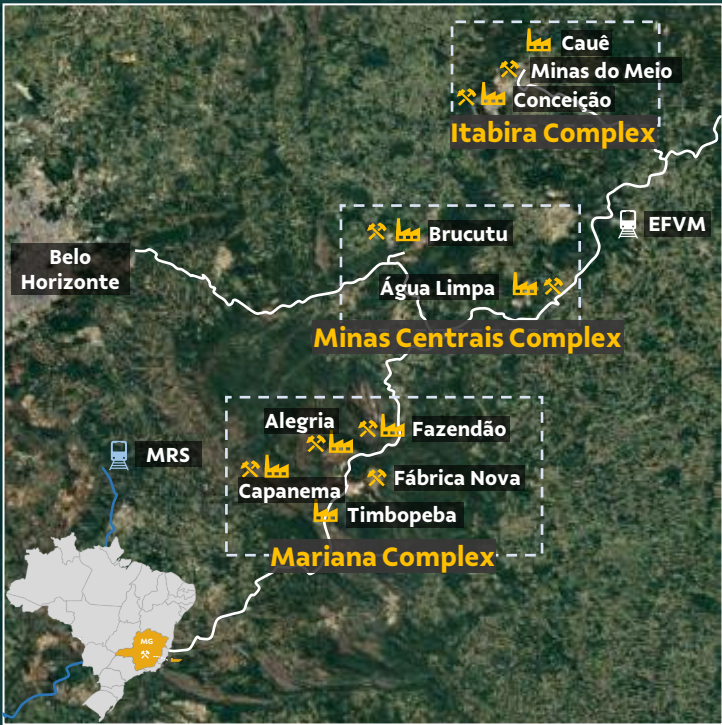 Cauê
Minas do Meio
Conceição
Itabira Complex
EFVM
Brucutu
Belo
Horizonte
Água Limpa
Minas Centrais Complex
Alegria
Fazendão
MRS
Fábrica Nova
Capanema
Timbopeba
Mariana Complex
MG